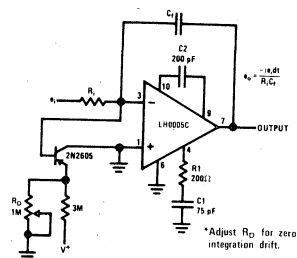 Cf
C2
200 pF
10
9
eo = -∫ei dt
RiCf
Ri
ei
3
−
LH0005C
7
OUTPUT
+
1
2N2605
4
6
R1
200Ω
C1
75 pF
RD
1M
3M
V+
*Adjust RD for zero
integration drift.